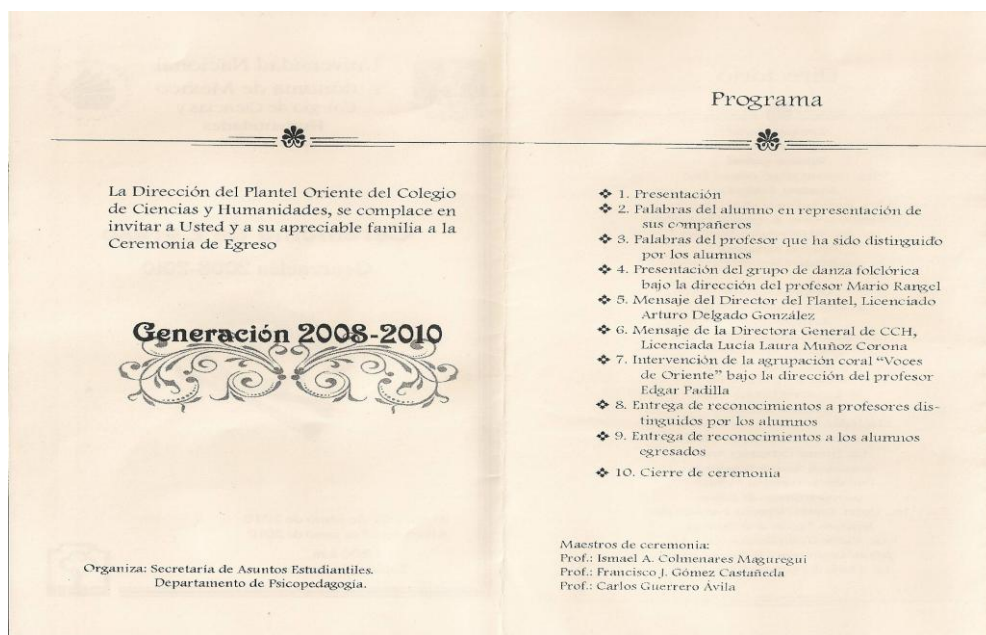 La Dirección del Plantel Oriente del Colegio
de Ciencias y Humanidades, se complace en
invitar a Usted y a su apreciable familia a la
Ceremonia de Egreso
Generación 2008-2010
Organiza: Secretaría de Asuntos Estudiantiles.
Departamento de Psicopedagogía.
Programa
❖ 1. Presentación
❖ 2. Palabras del alumno en representación de
sus compañeros
❖ 3. Palabras del profesor que ha sido distinguido
por los alumnos
❖ 4. Presentación del grupo de danza folclórica
bajo la dirección del profesor Mario Rangel
❖ 5. Mensaje del Director del Plantel, Licenciado
Arturo Delgado González
❖ 6. Mensaje de la Directora General de CCH,
Licenciada Lucía Laura Muñoz Corona
❖ 7. Intervención de la agrupación coral “Voces
de Oriente” bajo la dirección del profesor
Edgar Padilla
❖ 8. Entrega de reconocimientos a profesores dis-
tinguidos por los alumnos
❖ 9. Entrega de reconocimientos a los alumnos
egresados
❖ 10. Cierre de ceremonia
Maestros de ceremonia:
Prof.: Ismael A. Colmenares Maguregui
Prof.: Francisco J. Gómez Castañeda
Prof.: Carlos Guerrero Ávila